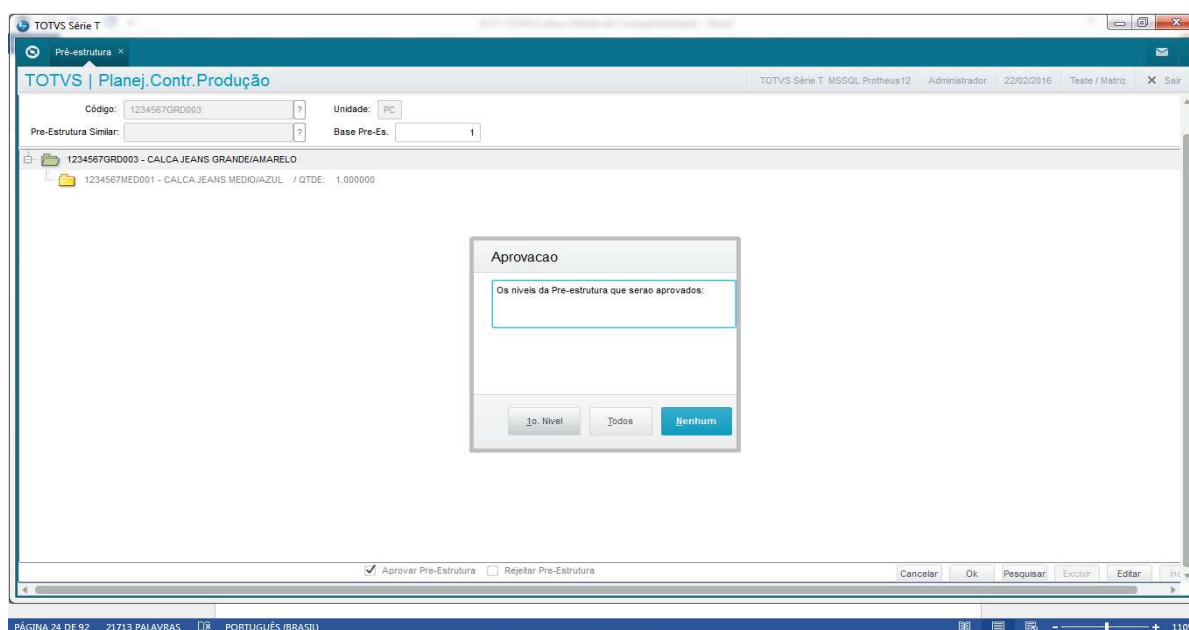 TOTVS Série T
Pré-estrutura ×
TOTVS | Planej.Contr.Produção
TOTVS Série T MSSQL Protheus12 Administrador 22/02/2016 Teste / Matriz X Sair
Código: 1234567GRD003 ? Unidade: PC
Pre-Estrutura Similar: ? Base Pre-Es. 1
1234567GRD003 - CALCA JEANS GRANDE/AMARELO
1234567MED001 - CALCA JEANS MEDIO/AZUL / QTDE: 1.000000
Aprovacao
Os niveis da Pre-estrutura que serao aprovados:
1o. Nivel Todos Nenhum
Aprovar Pre-Estrutura Rejeitar Pre-Estrutura
Cancelar Ok Pesquisar Excluir Editar Inc
PÁGINA 24 DE 92 21713 PALAVRAS PORTUGUÊS (BRASIL) - + 110%